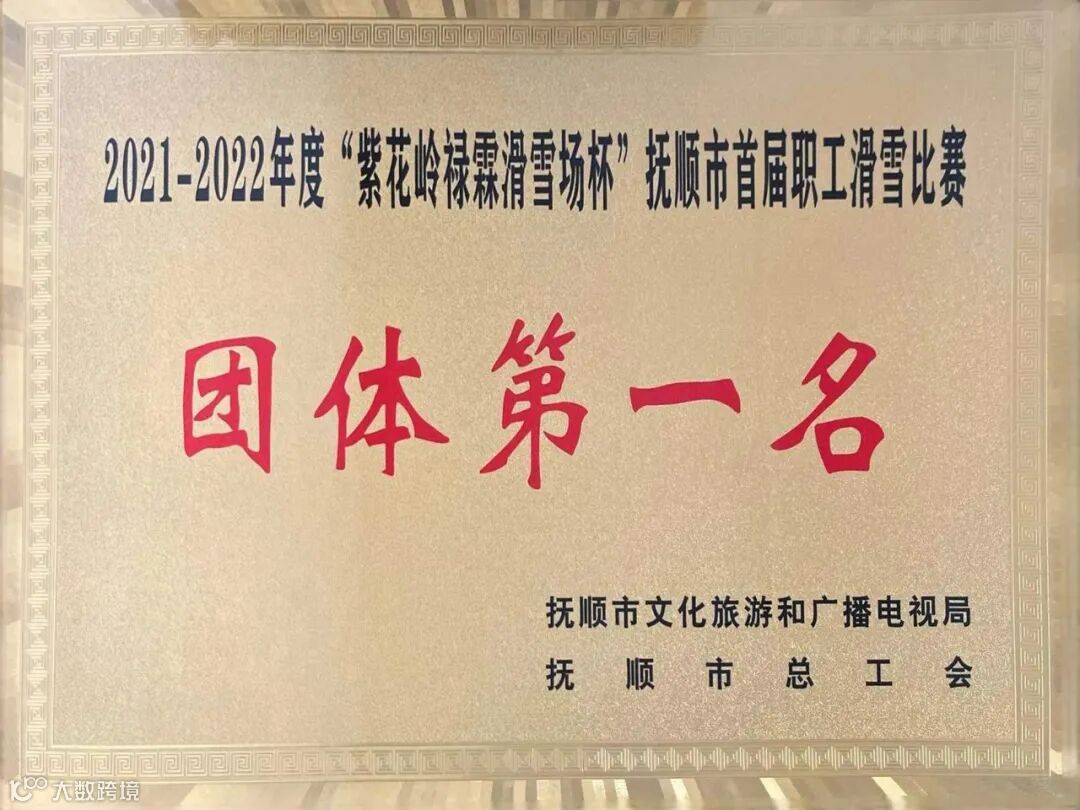 2021-2022年度“紫花岭禄霖滑雪场杯”抚顺市首届职工滑雪比赛
团体第一名
抚顺市文化旅游和广播电视局
抚顺市总工会
大数跨境